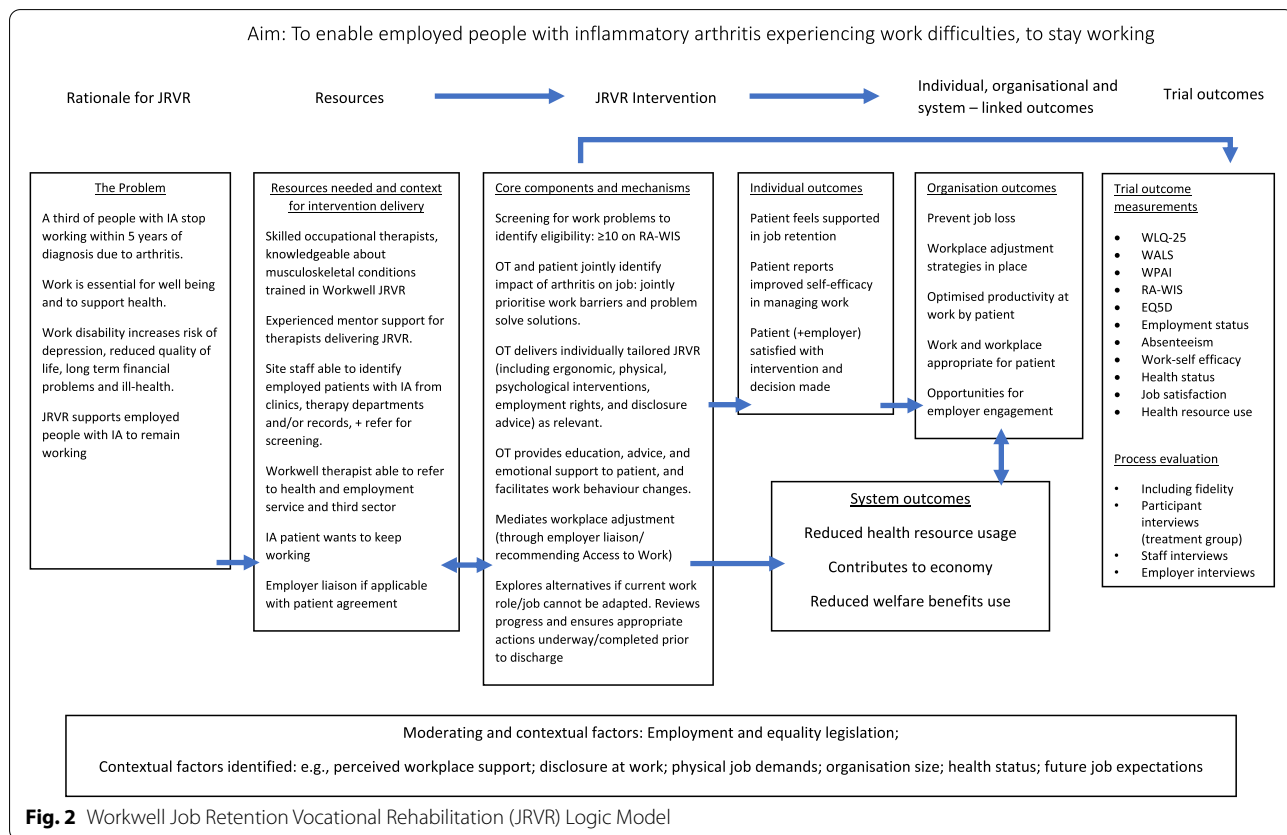 Aim: To enable employed people with inflammatory arthritis experiencing work difficulties, to stay working
Rationale for JRVR
Resources
JRVR Intervention
Individual, organisational and
system – linked outcomes
Trial outcomes
The Problem
A third of people with IA stop
working within 5 years of
diagnosis due to arthritis.
Work is essential for well being
and to support health.
Work disability increases risk of
depression, reduced quality of
life, long term financial
problems and ill-health.
JRVR supports employed
people with IA to remain
working
Resources needed and context
for intervention delivery
Skilled occupational therapists,
knowledgeable about
musculoskeletal conditions
trained in Workwell JRVR
Experienced mentor support for
therapists delivering JRVR.
Site staff able to identify
employed patients with IA from
clinics, therapy departments
and/or records, + refer for
screening.
Workwell therapist able to refer
to health and employment
service and third sector
IA patient wants to keep
working
Employer liaison if applicable
with patient agreement
Core components and mechanisms
Screening for work problems to
identify eligibility: ≥10 on RA-WIS
OT and patient jointly identify
impact of arthritis on job: jointly
prioritise work barriers and problem
solve solutions.
OT delivers individually tailored JRVR
(including ergonomic, physical,
psychological interventions,
employment rights, and disclosure
advice) as relevant.
OT provides education, advice, and
emotional support to patient, and
facilitates work behaviour changes.
Mediates workplace adjustment
(through employer liaison/
recommending Access to Work)
Explores alternatives if current work
role/job cannot be adapted. Reviews
progress and ensures appropriate
actions underway/completed prior
to discharge
Individual outcomes
Patient feels supported
in job retention
Patient reports
improved self-efficacy
in managing work
Patient (+employer)
satisfied with
intervention and
decision made
Organisation outcomes
Prevent job loss
Workplace adjustment
strategies in place
Optimised productivity at
work by patient
Work and workplace
appropriate for patient
Opportunities for
employer engagement
System outcomes
Reduced health resource usage
Contributes to economy
Reduced welfare benefits use
Trial outcome
measurements
• WLQ-25
• WALS
• WPAI
• RA-WIS
• EQ5D
• Employment status
• Absenteeism
• Work-self efficacy
• Health status
• Job satisfaction
• Health resource use
Process evaluation
• Including fidelity
• Participant
interviews
(treatment group)
• Staff interviews
• Employer interviews
Moderating and contextual factors: Employment and equality legislation;
Contextual factors identified: e.g., perceived workplace support; disclosure at work; physical job demands; organisation size; health status; future job expectations
Fig. 2 Workwell Job Retention Vocational Rehabilitation (JRVR) Logic Model